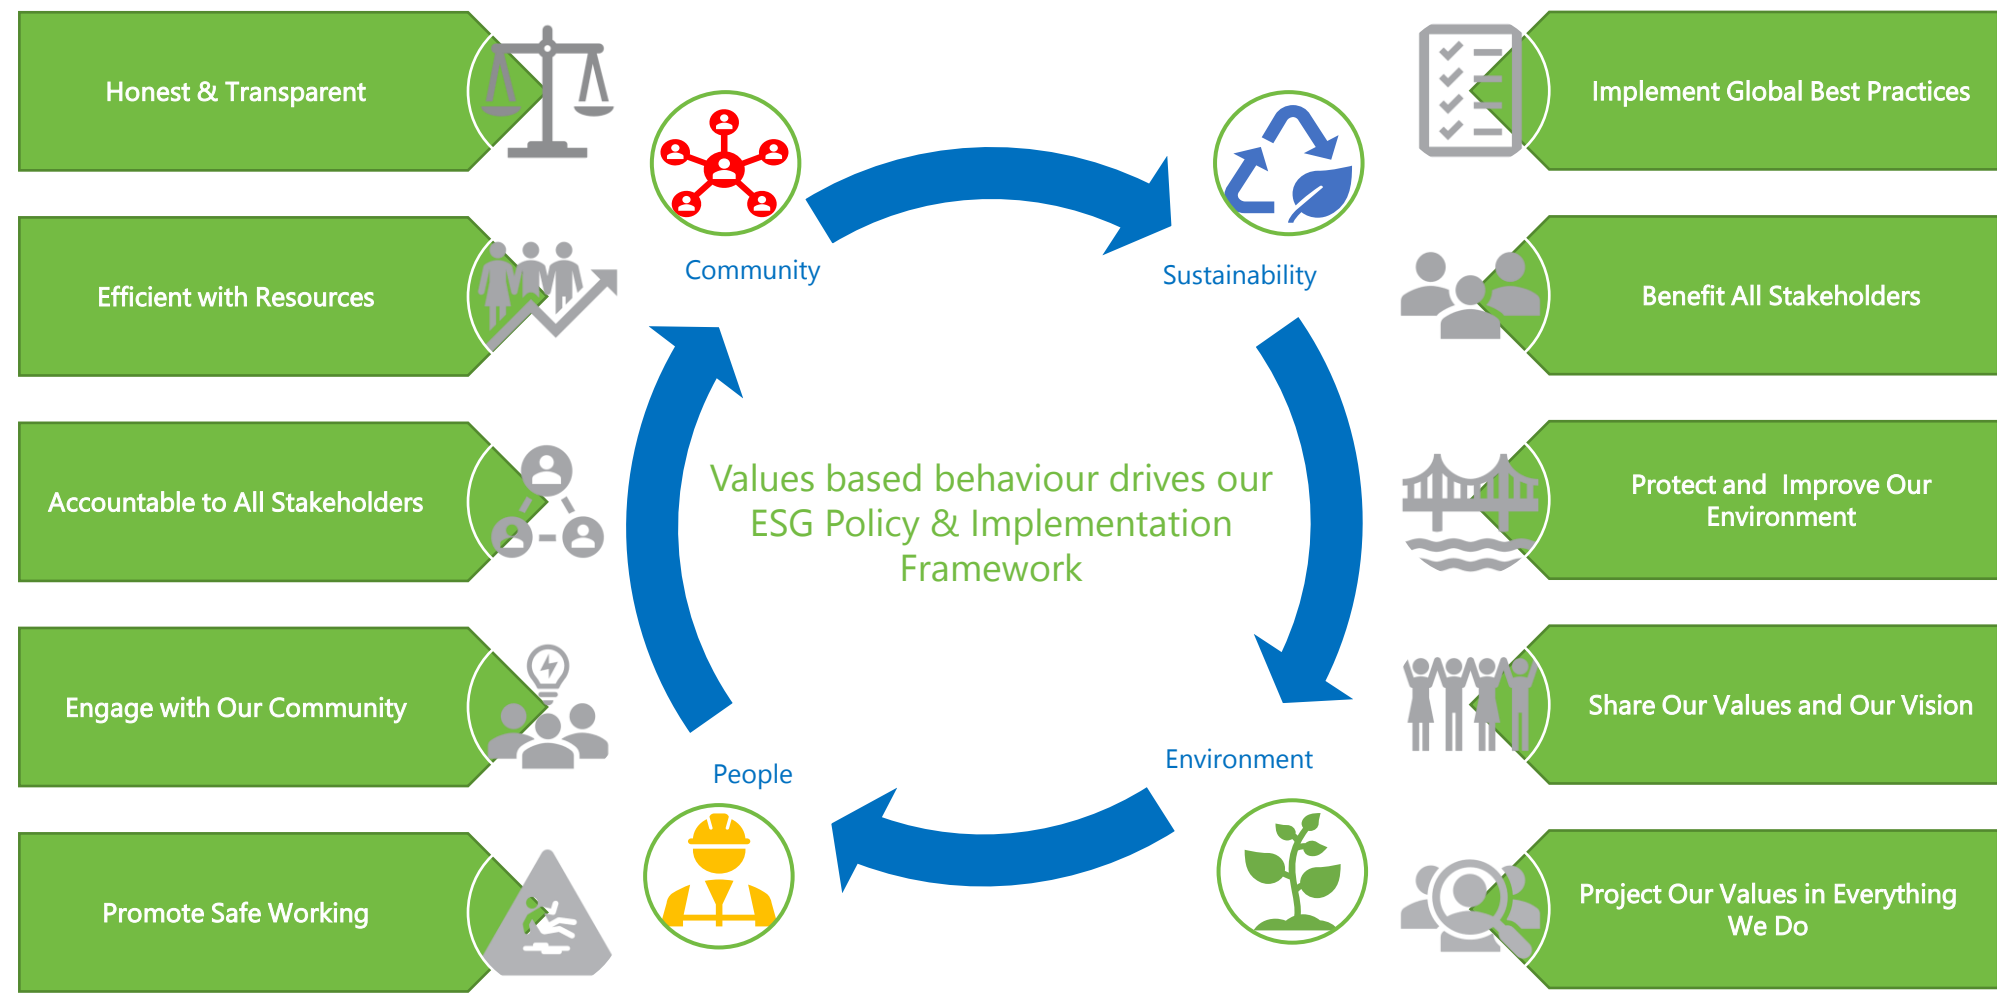 Honest & Transparent
Efficient with Resources
Accountable to All Stakeholders
Engage with Our Community
Promote Safe Working
Community
Sustainability
Values based behaviour drives our
ESG Policy & Implementation
Framework
People
Environment
Implement Global Best Practices
Benefit All Stakeholders
Protect and  Improve Our
Environment
Share Our Values and Our Vision
Project Our Values in Everything
We Do